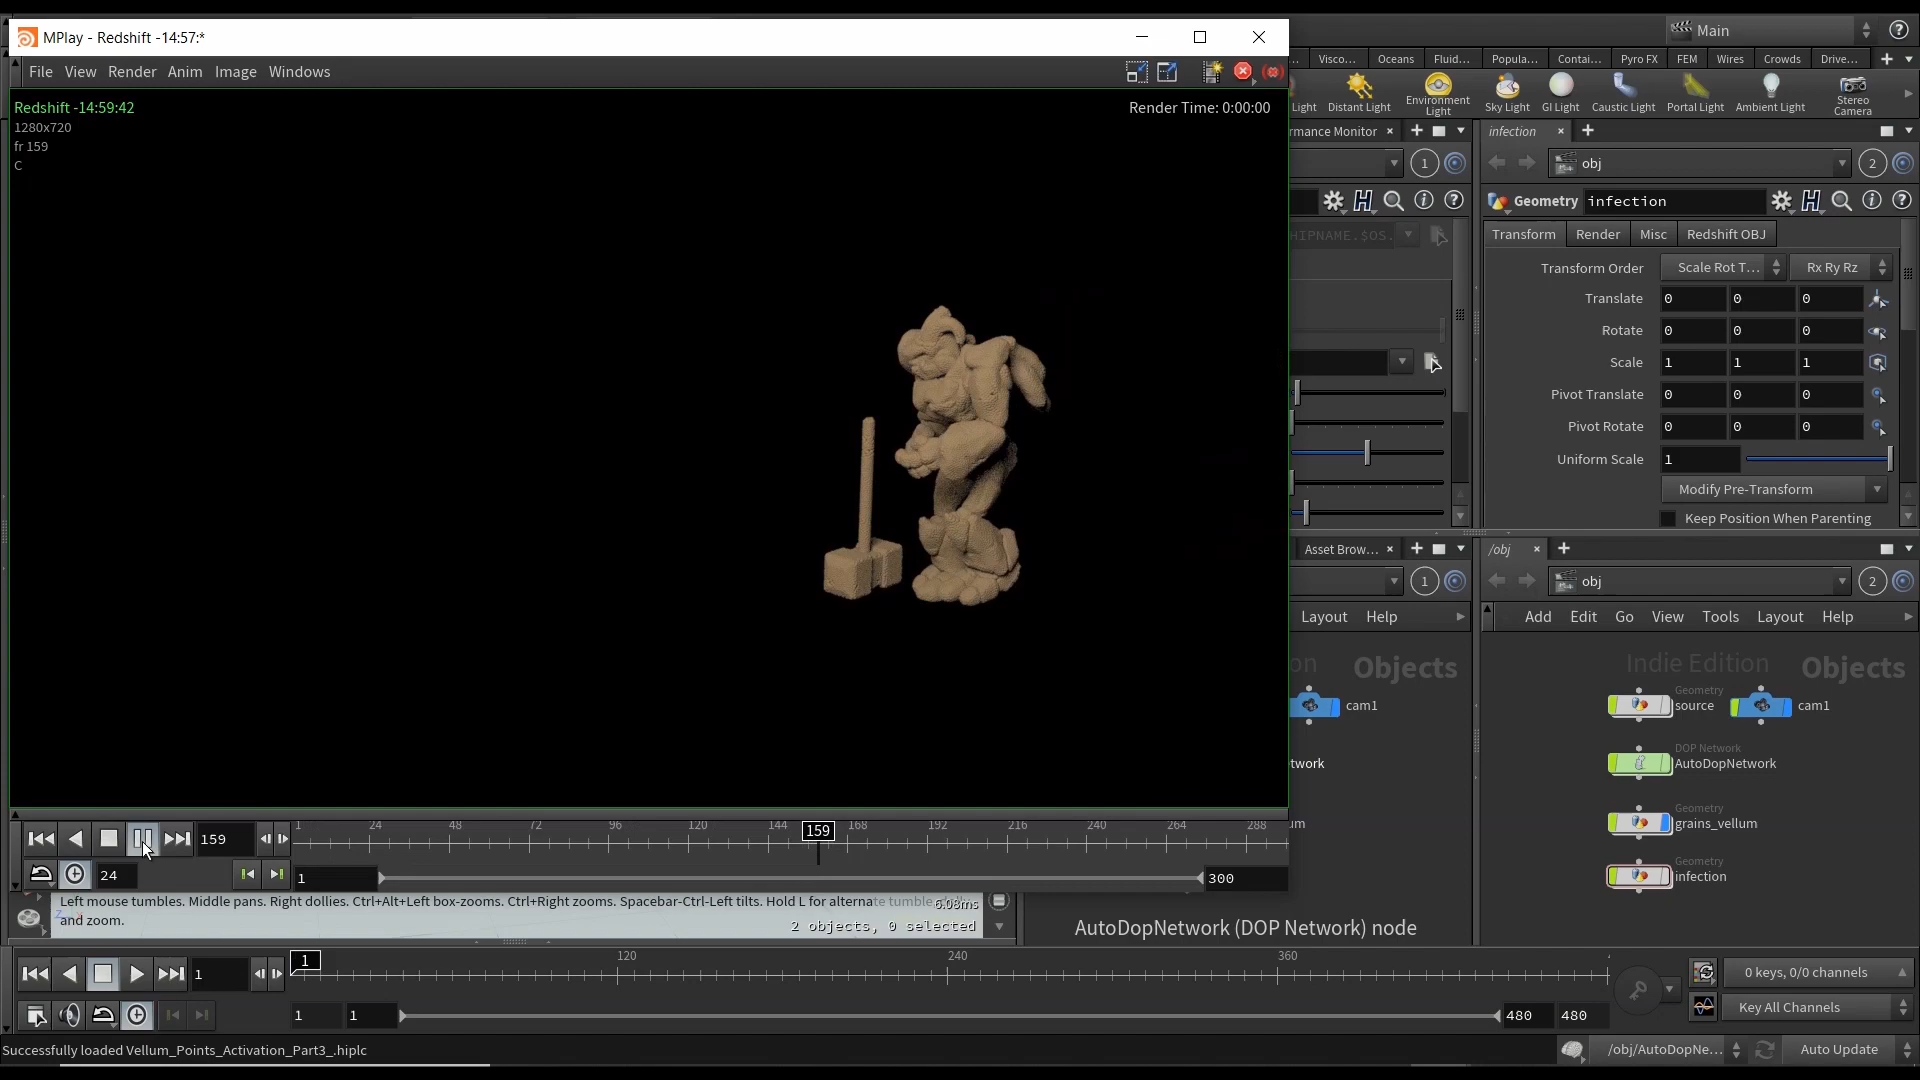 MPlay - Redshift -14:57:*
File View Render Anim Image Windows
Redshift -14:59:42
1280x720
fr 159
C
Render Time: 0:00:00
Main
Visco... Oceans Fluid... Popula... Contai... Pyro FX FEM Wires Crowds Drive...
Light Distant Light Environment Light Sky Light GI Light Caustic Light Portal Light Ambient Light Stereo Camera
rmance Monitor
infection
1
obj
2
Geometry infection
HIPNAME.$OS.
Transform Render Misc Redshift OBJ
Transform Order Scale Rot T... Rx Ry Rz
Translate 0 0 0
Rotate 0 0 0
Scale 1 1 1
Pivot Translate 0 0 0
Pivot Rotate 0 0 0
Uniform Scale 1
Modify Pre-Transform
Keep Position When Parenting
Asset Brow...
/obj
1
obj
2
Layout Help
Add Edit Go View Tools Layout Help
on Objects
Indie Edition Objects
cam1
Geometry
source
cam1
twork
DOP Network
AutoDopNetwork
um
Geometry
grains_vellum
Geometry
infection
159
1 24 48 72 96 120 144 159 168 192 216 240 264 288
24
1
300
Left mouse tumbles. Middle pans. Right dollies. Ctrl+Alt+Left box-zooms. Ctrl+Right zooms. Spacebar-Ctrl-Left tilts. Hold L for alternate tumble,
and zoom.
6.08ms
2 objects, 0 selected
AutoDopNetwork (DOP Network) node
1
1 120 240 360
0 keys, 0/0 channels
1 1
480 480
Key All Channels
Successfully loaded Vellum_Points_Activation_Part3_.hiplc
/obj/AutoDopNe...
Auto Update